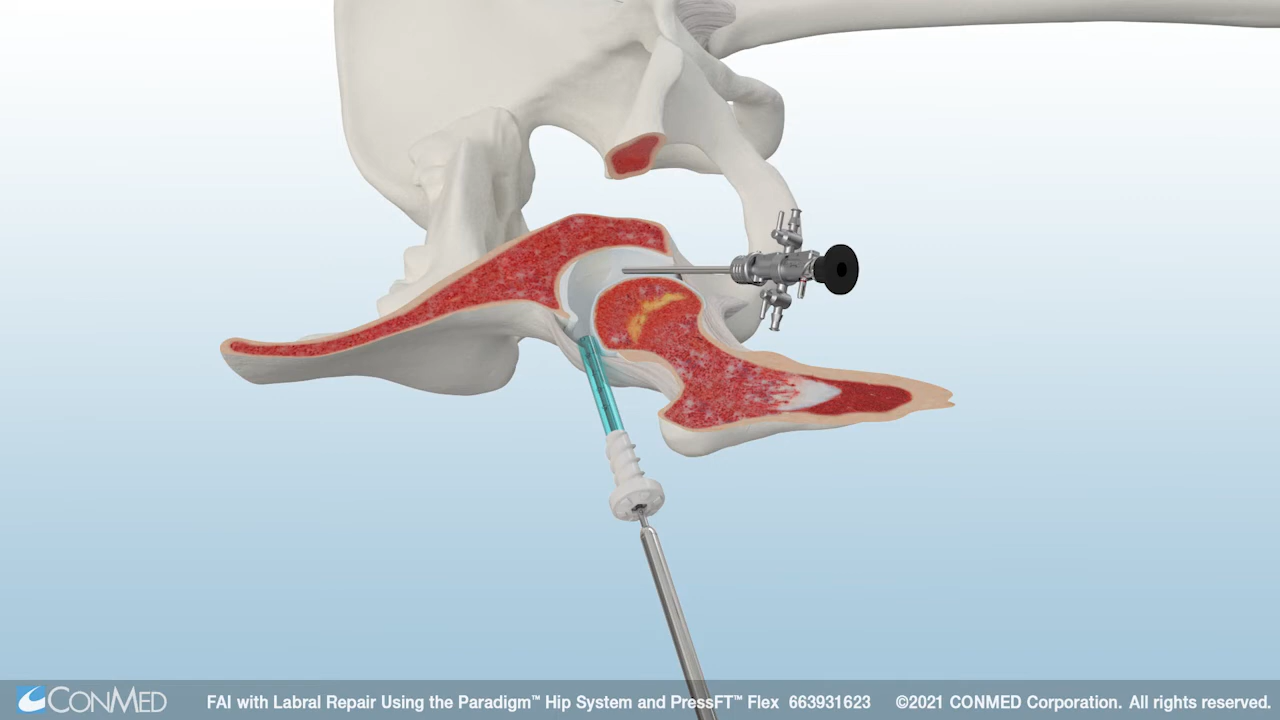 CONMED FAI with Labral Repair Using the Paradigm™ Hip System and PressFT™ Flex 663931623 ©2021 CONMED Corporation. All rights reserved.